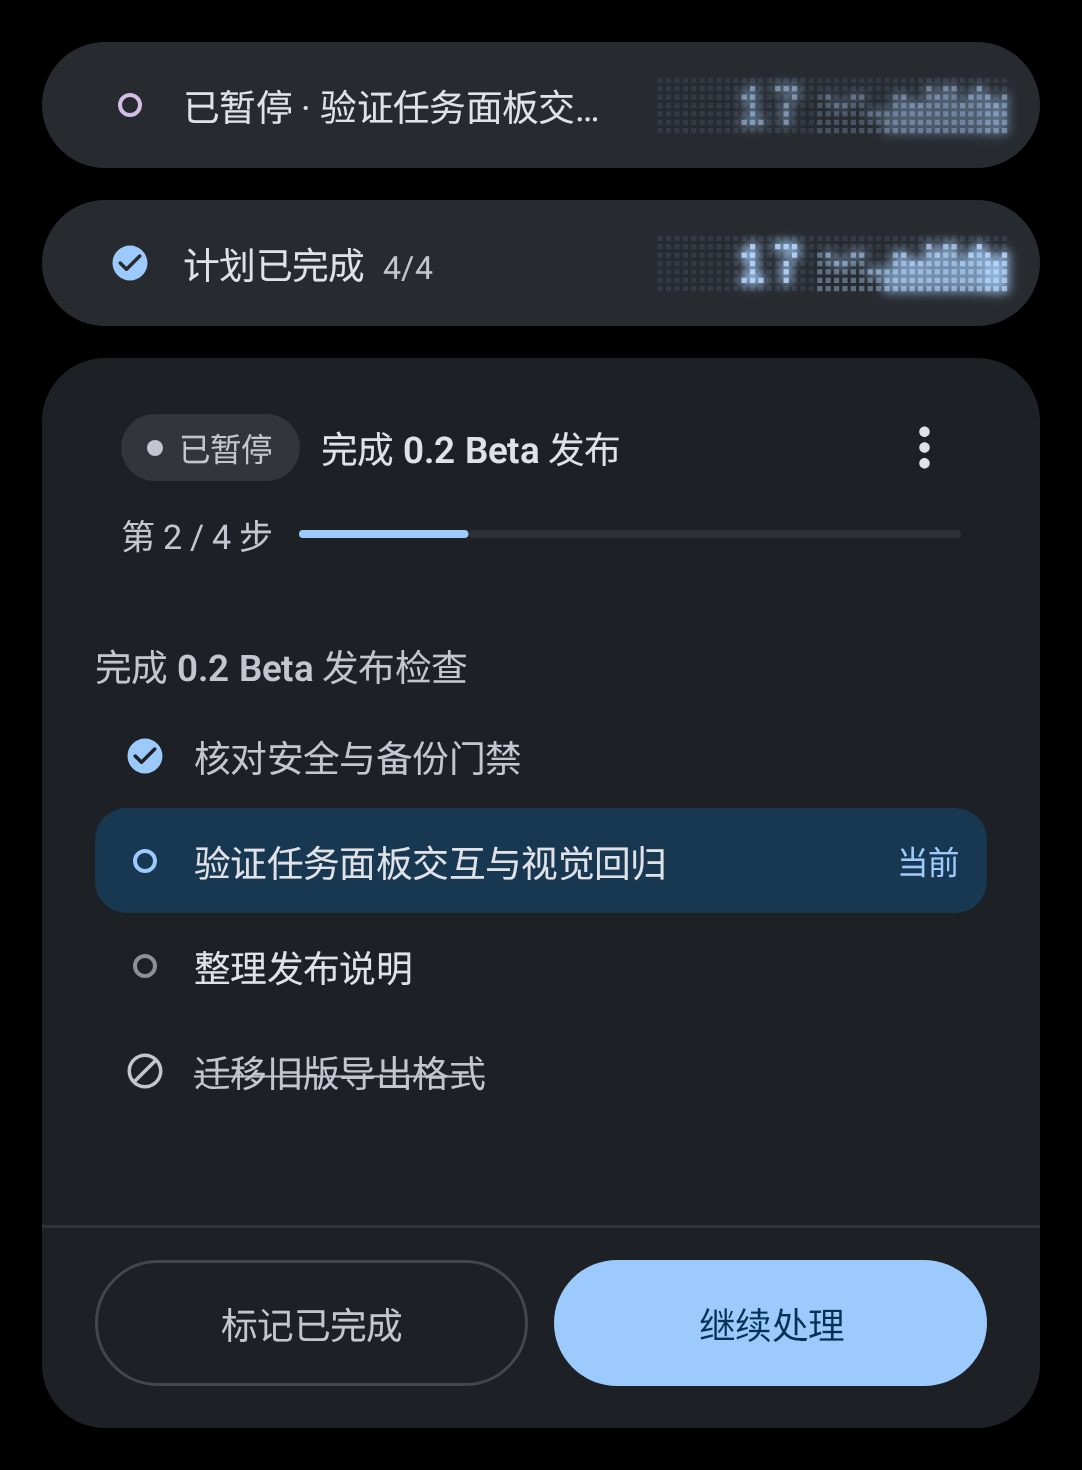 已暂停 · 验证任务面板交… 17
计划已完成 4/4 17
已暂停 完成 0.2 Beta 发布
第 2 / 4 步
完成 0.2 Beta 发布检查
核对安全与备份门禁
验证任务面板交互与视觉回归 当前
整理发布说明
迁移旧版导出格式
标记已完成 继续处理